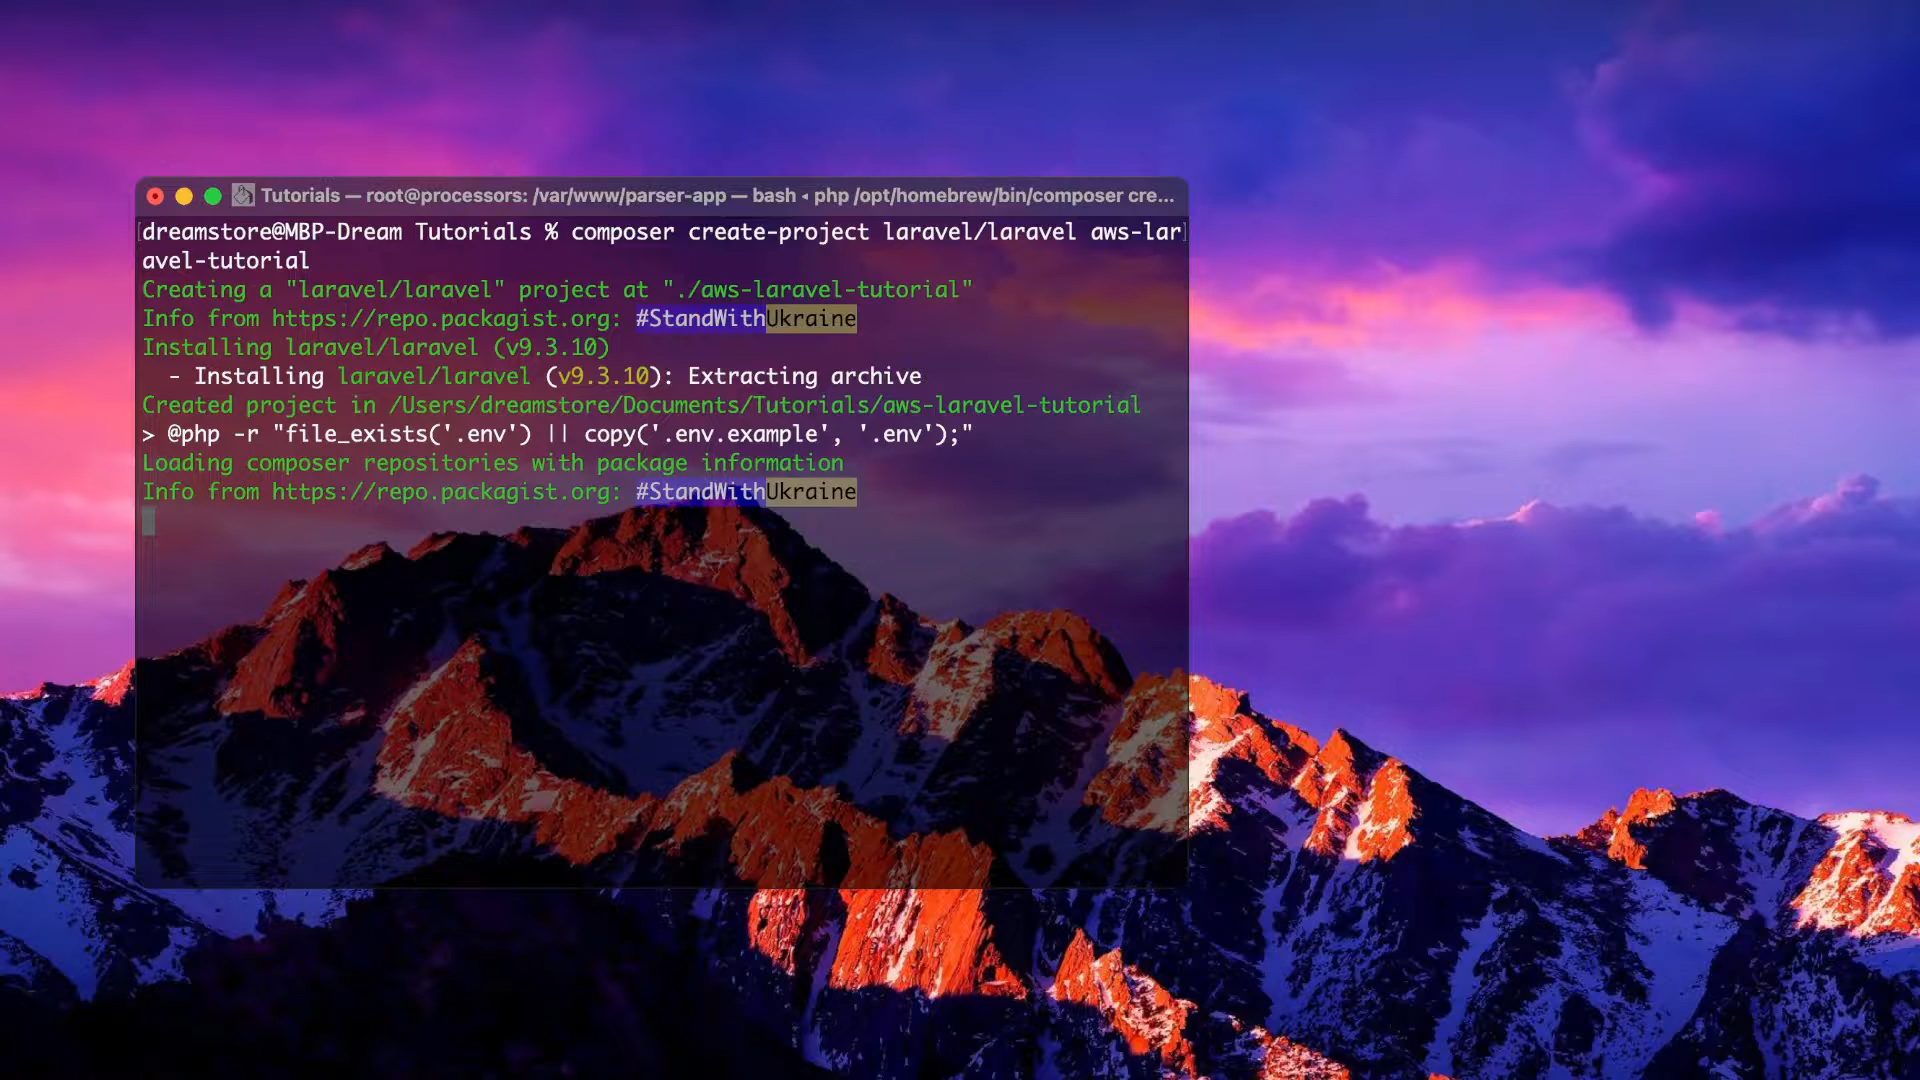 Tutorials — root@processors: /var/www/parser-app — bash ◂ php /opt/homebrew/bin/composer cre...
[dreamstore@MBP-Dream Tutorials % composer create-project laravel/laravel aws-lar]
avel-tutorial
Creating a "laravel/laravel" project at "./aws-laravel-tutorial"
Info from https://repo.packagist.org: #StandWithUkraine
Installing laravel/laravel (v9.3.10)
  - Installing laravel/laravel (v9.3.10): Extracting archive
Created project in /Users/dreamstore/Documents/Tutorials/aws-laravel-tutorial
> @php -r "file_exists('.env') || copy('.env.example', '.env');"
Loading composer repositories with package information
Info from https://repo.packagist.org: #StandWithUkraine